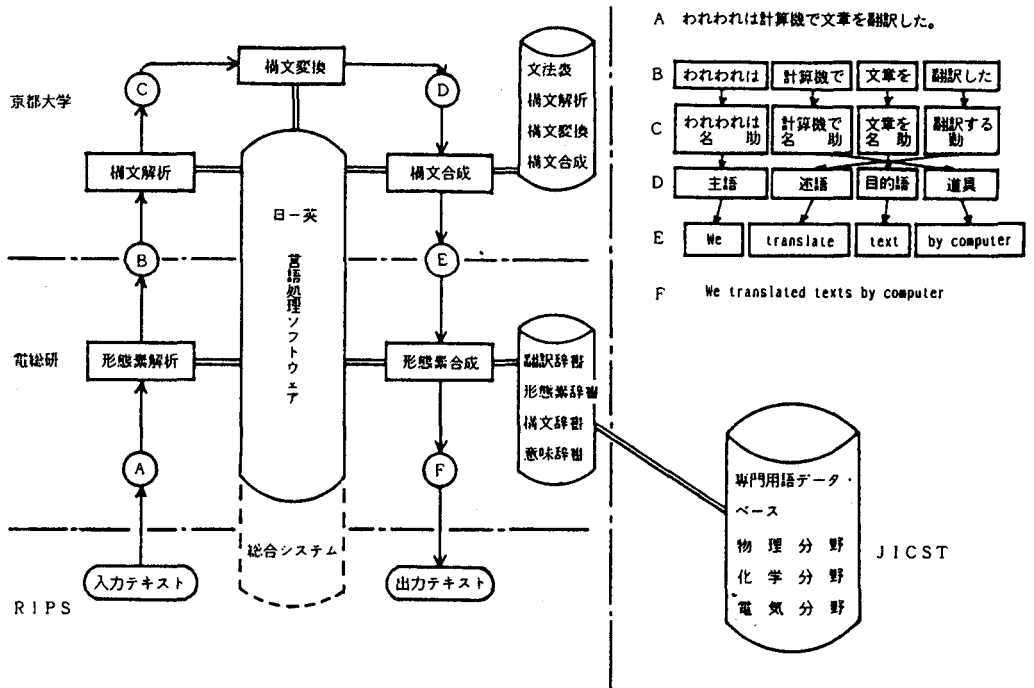 京都大学
構文変換
C
D
構文解析
構文合成
文法表
構文解析
構文変換
構文合成
日ー英
言語処理ソフトウェア
B
E
電総研
形態素解析
形態素合成
翻訳辞書
形態素辞書
構文辞書
意味辞書
A
F
総合システム
入力テキスト
出力テキスト
RIPS
A われわれは計算機で文章を翻訳した。
B われわれは 計算機で 文章を 翻訳した
C われわれは 計算機で 文章を 翻訳する
名 助 名 助 名 助 動
D 主語 述語 目的語 道具
E We translate text by computer
F We translated texts by computer
専門用語データ・
ベース
物理分野
化学分野
電気分野
JICST